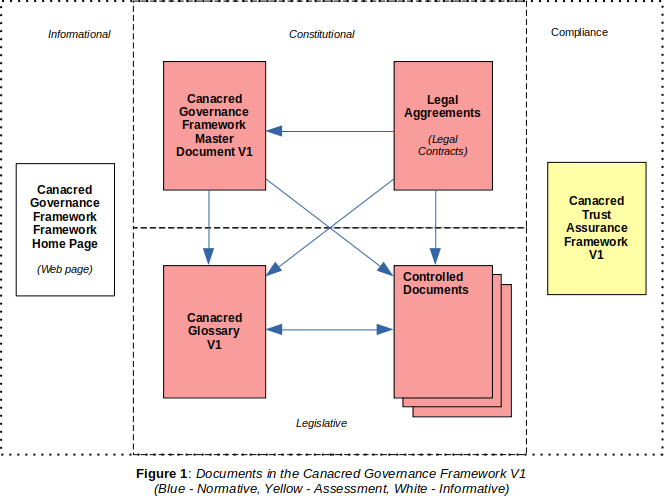 Informational
Constitutional
Compliance
Canacred
Governance
Framework
Master
Document V1
Legal
Aggreements
(Legal
Contracts)
Canacred
Governance
Framework
Framework
Home Page
(Web page)
Canacred
Trust
Assurance
Framework
V1
Canacred
Glossary
V1
Controlled
Documents
Legislative
Figure 1: Documents in the Canacred Governance Framework V1
(Blue - Normative, Yellow - Assessment, White - Informative)